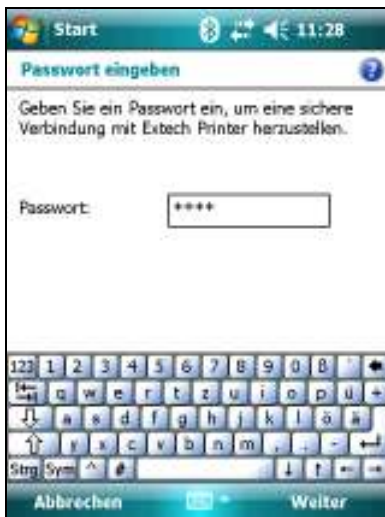 Start 11:28
Passwort eingeben
Geben Sie ein Passwort ein, um eine sichere
Verbindung mit Extech Printer herzustellen.
Passwort: ****
123 1 2 3 4 5 6 7 8 9 0 ß ´
q w e r t z u i o p ü +
a s d f g h j k l ö ä
y x c v b n m , . -
Strg Sym ^ #
Abbrechen Weiter